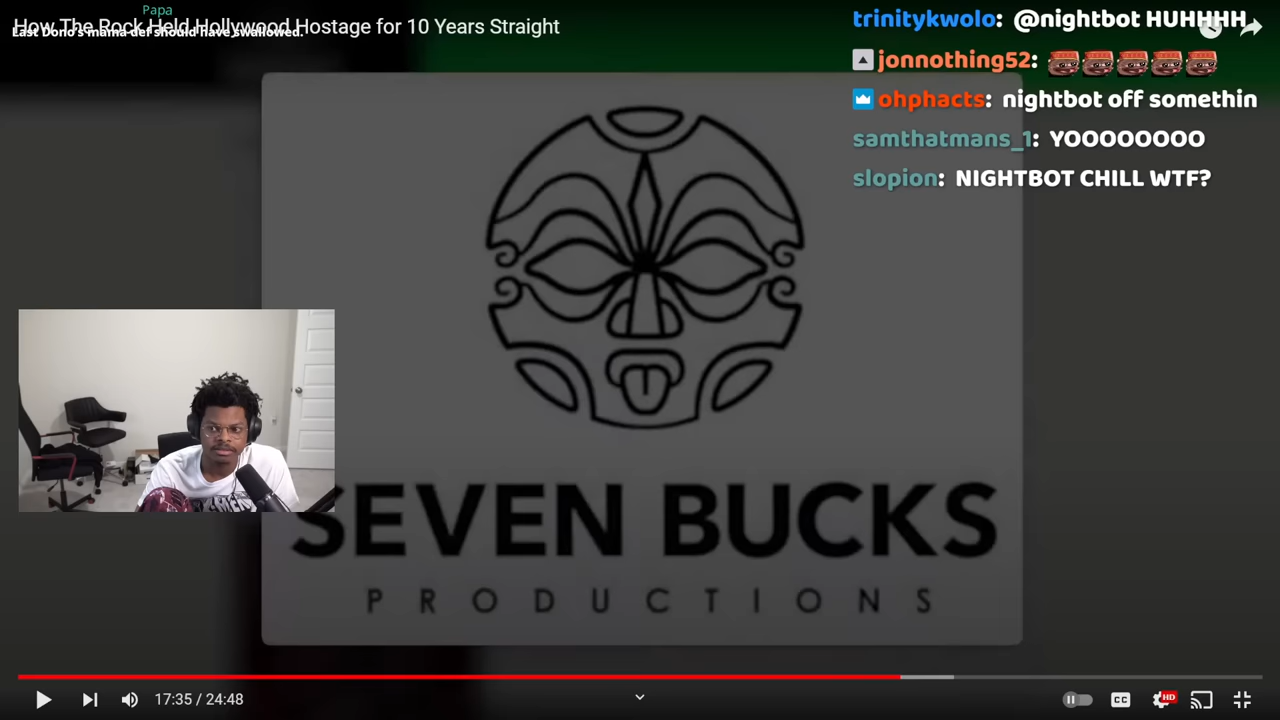 Papa
How The Rock Held Hollywood Hostage for 10 Years Straight
Last Dono's mama def should have swallowed.
trinitykwolo: @nightbot HUHHHH
jonnothing52:
ohphacts: nightbot off somethin
samthatmans_1: YOOOOOOOO
slopion: NIGHTBOT CHILL WTF?
SEVEN BUCKS
PRODUCTIONS
17:35 / 24:48
CC
HD